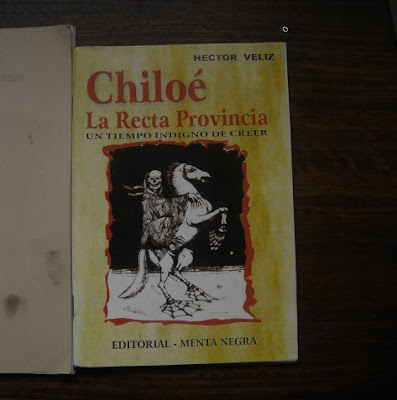 HECTOR VELIZ
Chiloé
La Recta Provincia
UN TIEMPO INDIGNO DE CREER
EDITORIAL - MENTA NEGRA